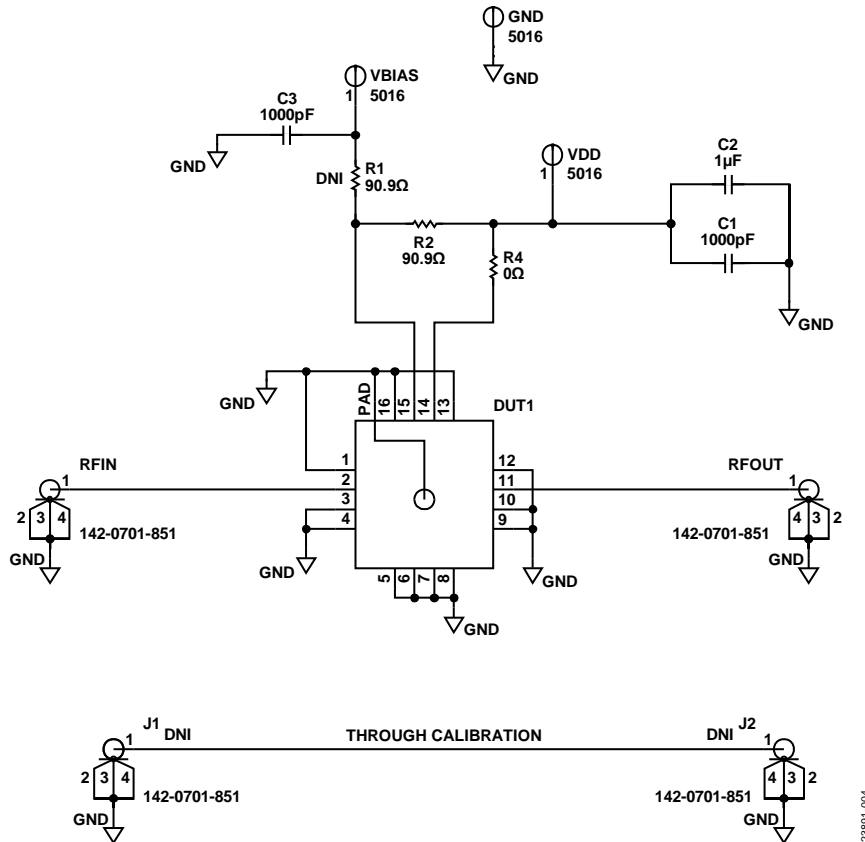 GND
5016
GND
VBIAS
1
5016
C3
1000pF
GND
DNI
R1
90.9Ω
R2
90.9Ω
VDD
1
5016
R4
0Ω
C2
1µF
C1
1000pF
GND
GND
PAD
16
15
14
13
DUT1
RFIN
1
2
3
4
142-0701-851
GND
1
2
3
4
GND
5
6
7
8
GND
12
11
10
9
GND
RFOUT
1
4
3
2
142-0701-851
GND
J1
1
DNI
2
3
4
142-0701-851
GND
THROUGH CALIBRATION
DNI
J2
1
4
3
2
142-0701-851
GND
23801-004